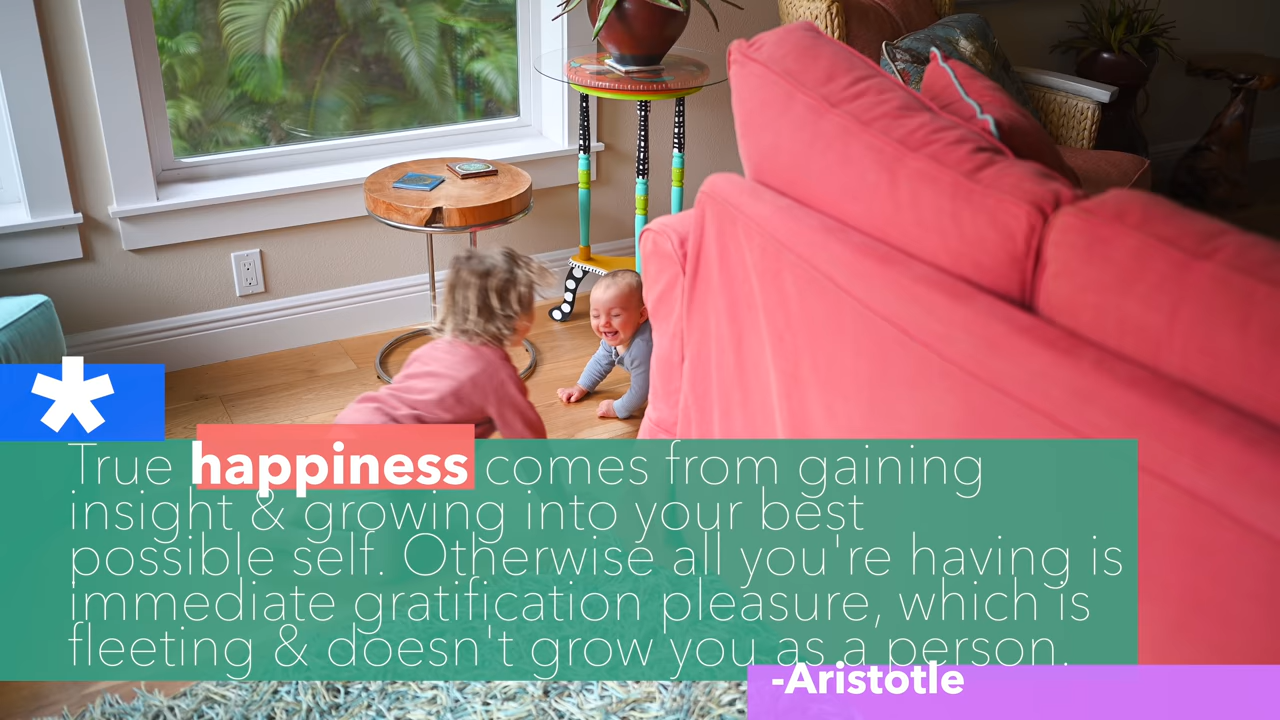 *
True happiness comes from gaining
insight & growing into your best
possible self. Otherwise all you're having is
immediate gratification pleasure, which is
fleeting & doesn't grow you as a person.
-Aristotle